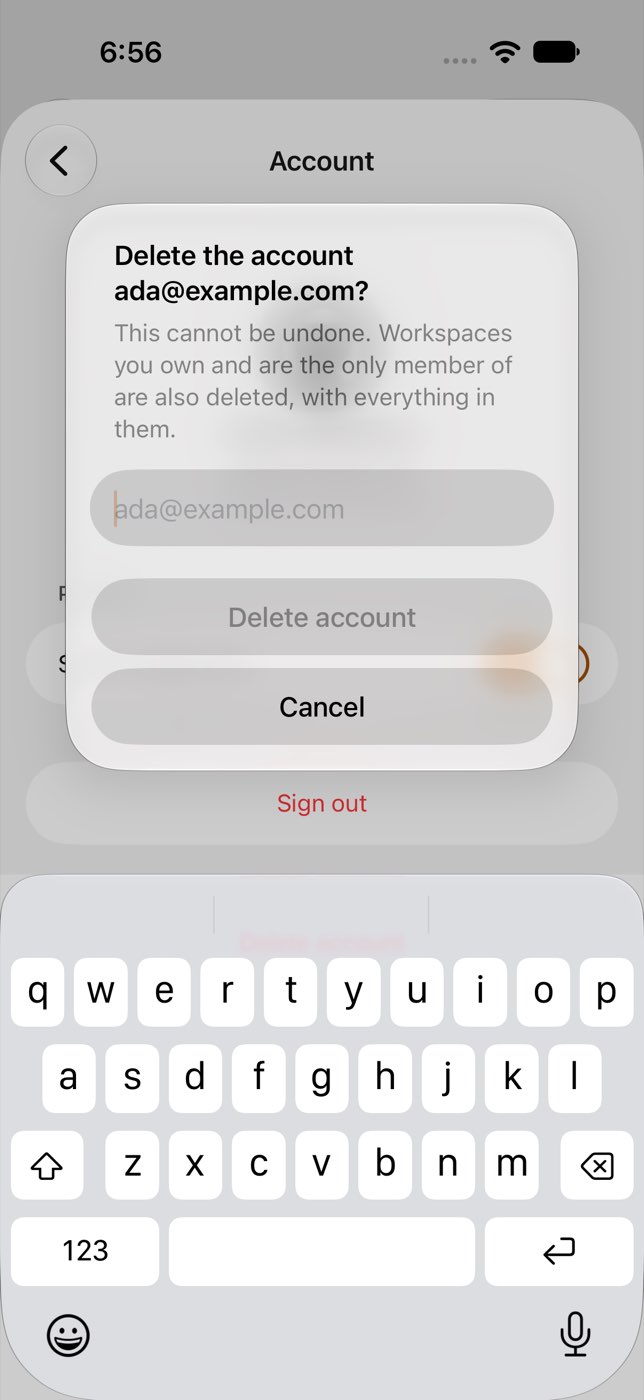 6:56
Account
Delete the account
ada@example.com?
This cannot be undone. Workspaces
you own and are the only member of
are also deleted, with everything in
them.
ada@example.com
Delete account
Cancel
Sign out
Delete account
q w e r t y u i o p
a s d f g h j k l
z x c v b n m
123